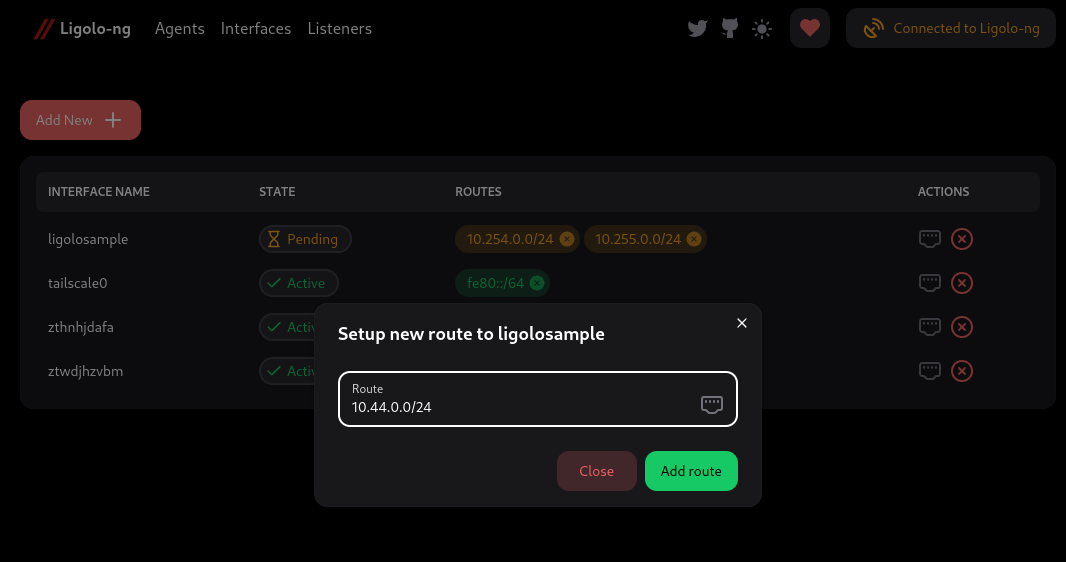 Ligolo-ng Agents Interfaces Listeners Connected to Ligolo-ng
Add New
INTERFACE NAME STATE ROUTES ACTIONS
ligolosample Pending 10.254.0.0/24 10.255.0.0/24
tailscale0 Active fe80::/64
zthnhjdafa Activ
ztwdjhzvbm Activ
Setup new route to ligolosample
Route
10.44.0.0/24
Close Add route